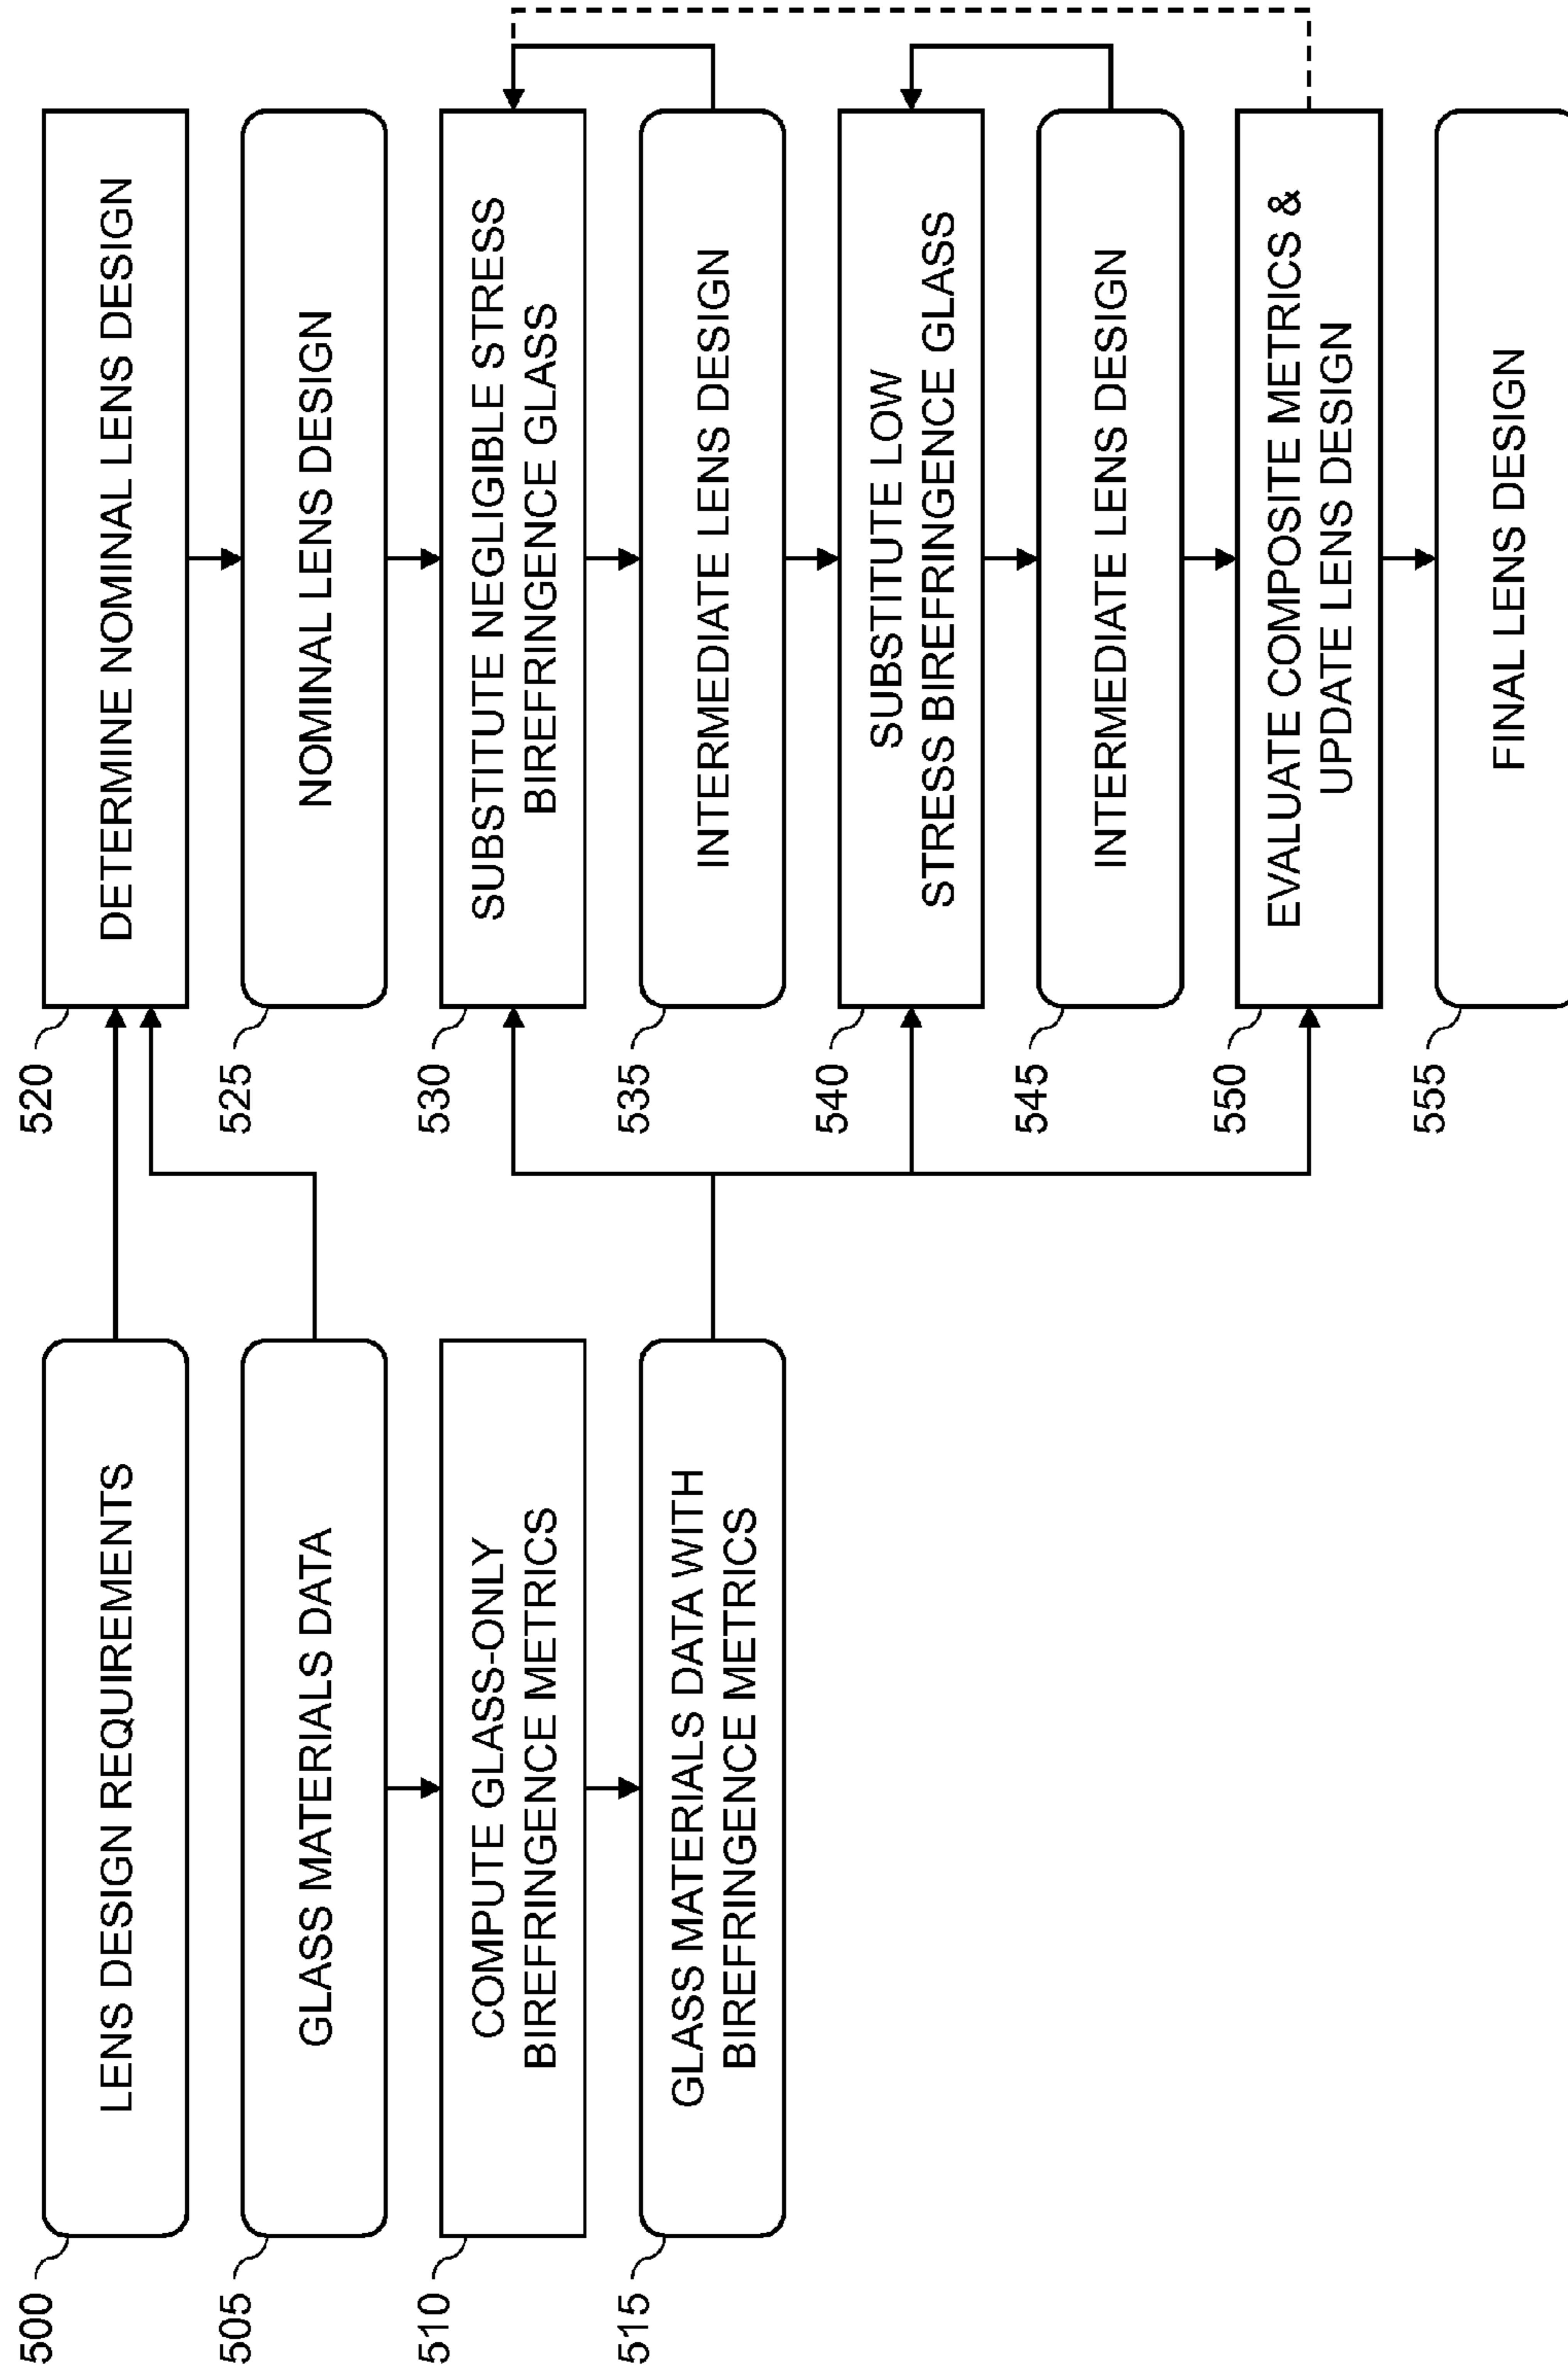 500
LENS DESIGN REQUIREMENTS
505
GLASS MATERIALS DATA
510
COMPUTE GLASS-ONLY
BIREFRINGENCE METRICS
515
GLASS MATERIALS DATA WITH
BIREFRINGENCE METRICS
520
DETERMINE NOMINAL LENS DESIGN
525
NOMINAL LENS DESIGN
530
SUBSTITUTE NEGLIGIBLE STRESS
BIREFRINGENCE GLASS
535
INTERMEDIATE LENS DESIGN
540
SUBSTITUTE LOW
STRESS BIREFRINGENCE GLASS
545
INTERMEDIATE LENS DESIGN
550
EVALUATE COMPOSITE METRICS &
UPDATE LENS DESIGN
555
FINAL LENS DESIGN